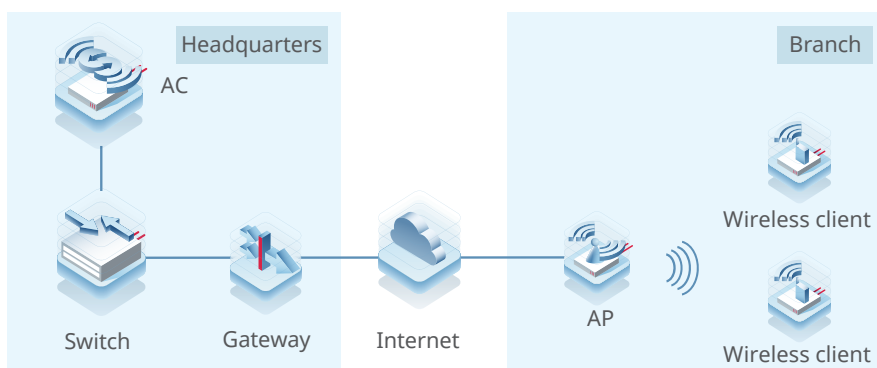 Headquarters
Branch
AC
Wireless client
Switch
Gateway
Internet
AP
Wireless client